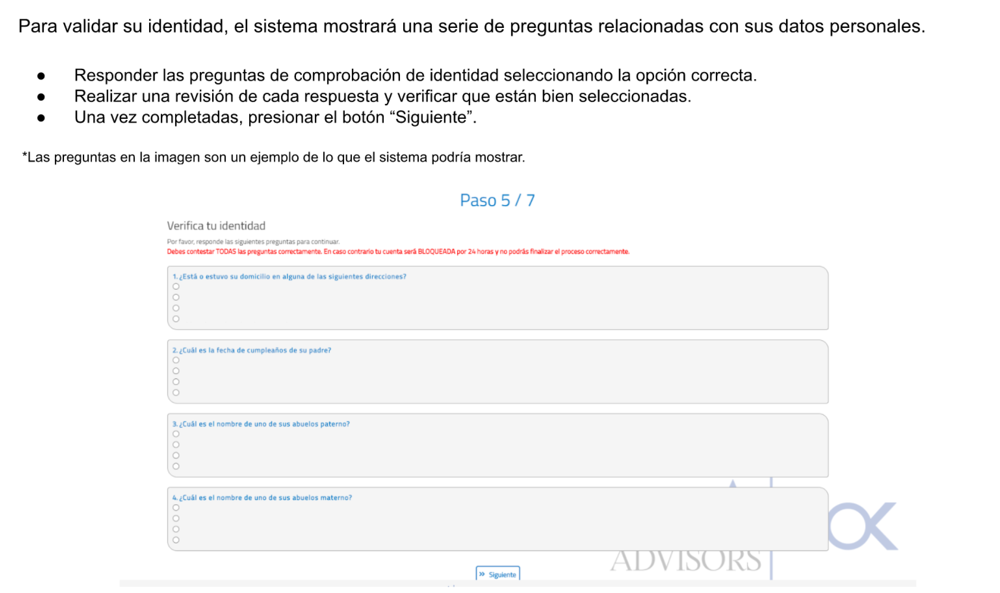 Para validar su identidad, el sistema mostrará una serie de preguntas relacionadas con sus datos personales.
● Responder las preguntas de comprobación de identidad seleccionando la opción correcta.
● Realizar una revisión de cada respuesta y verificar que están bien seleccionadas.
● Una vez completadas, presionar el botón “Siguiente”.
*Las preguntas en la imagen son un ejemplo de lo que el sistema podría mostrar.
Paso 5 / 7
Verifica tu identidad
Por favor, responde las siguientes preguntas para continuar.
Debes contestar TODAS las preguntas correctamente. En caso contrario tu cuenta será BLOQUEADA por 24 horas y no podrás finalizar el proceso correctamente.
1. ¿Está o estuvo su domicilio en alguna de las siguientes direcciones?
2. ¿Cuál es la fecha de cumpleaños de su padre?
3. ¿Cuál es el nombre de uno de sus abuelos paterno?
4. ¿Cuál es el nombre de uno de sus abuelos materno?
ADVISORS
» Siguiente